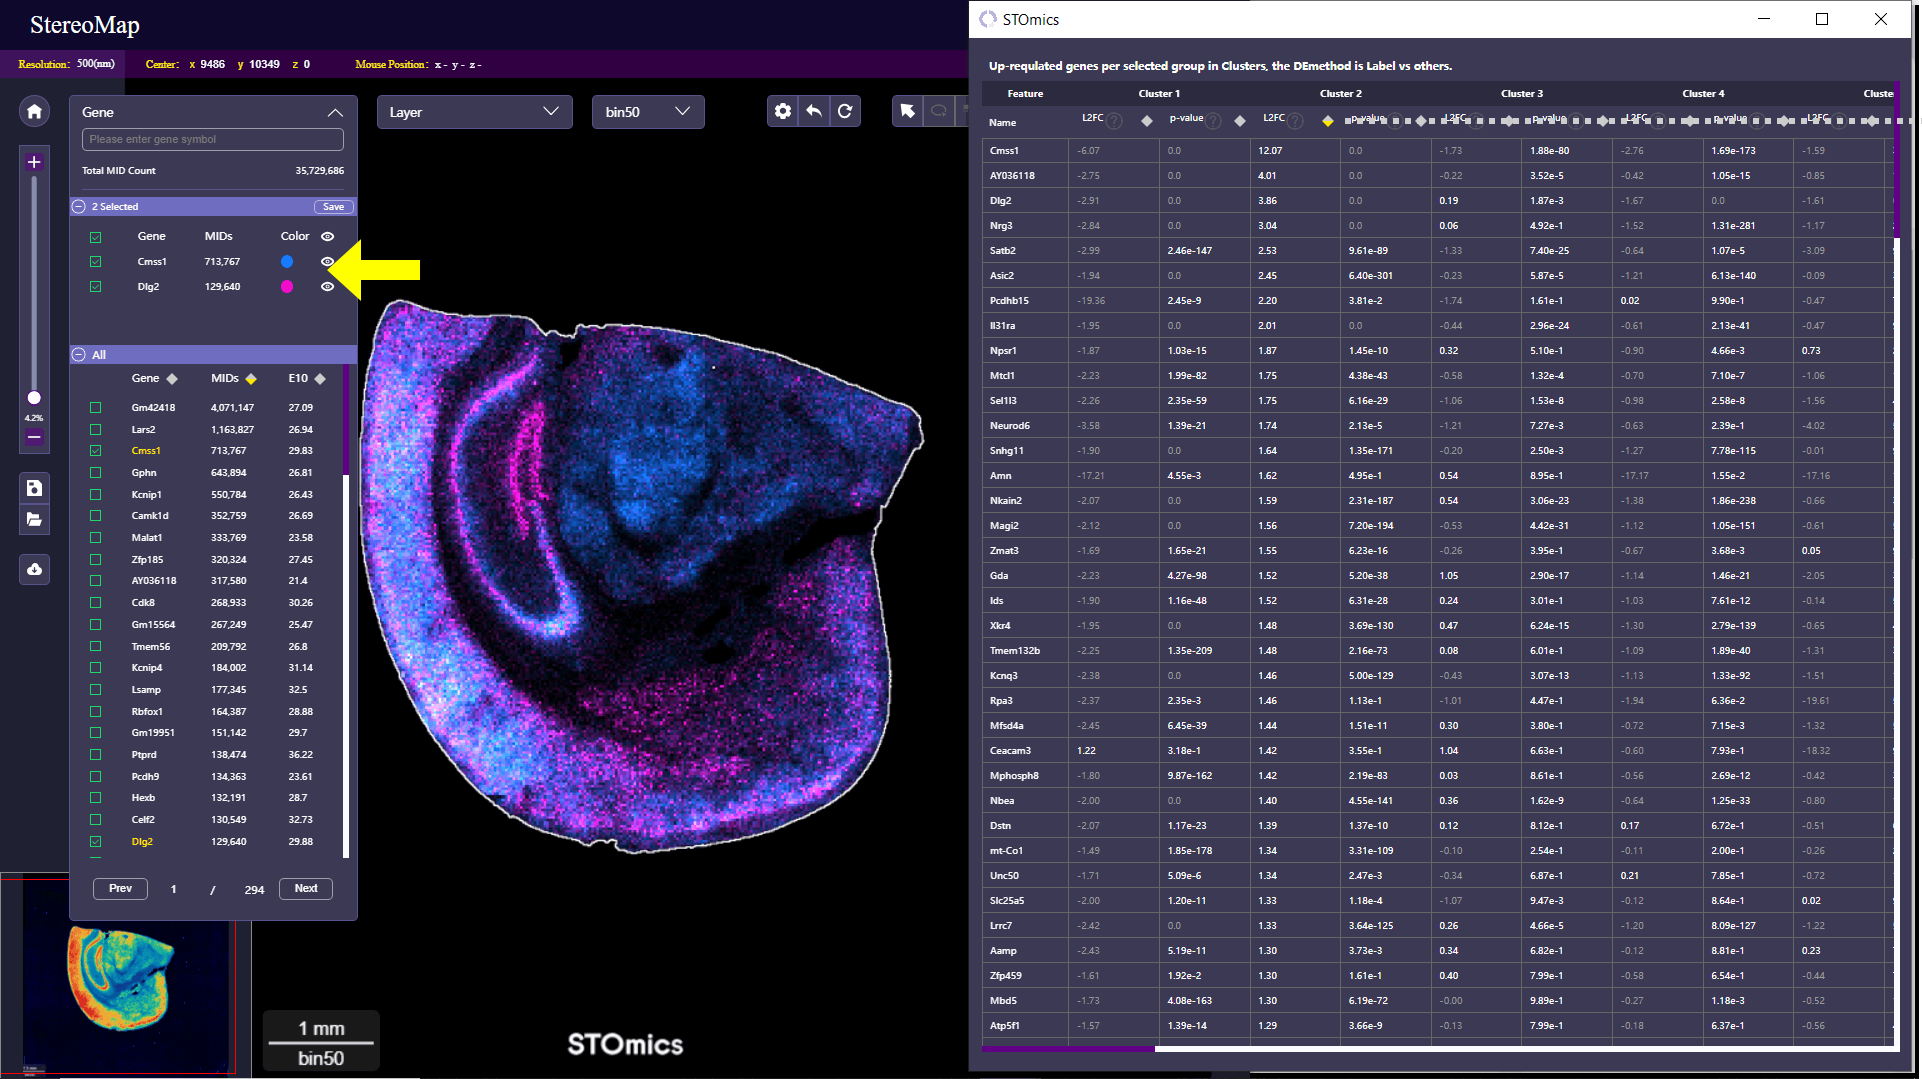 StereoMap
Resolution: 500(nm) Center: x 9486 y 10349 z 0 Mouse Position: x - y - z -
Gene
Please enter gene symbol
Total MID Count 35,729,686
2 Selected Save
Gene MIDs Color
Cmss1 713,767
Dlg2 129,640
All
Gene MIDs E10
Gm42418 4,071,147 27.09
Lars2 1,163,827 26.94
Cmss1 713,767 29.83
Gphn 643,894 26.81
Kcnip1 550,784 26.43
Camk1d 352,759 26.69
Malat1 333,769 23.58
Zfp185 320,324 27.45
AY036118 317,580 21.4
Cdk8 268,933 30.26
Gm15564 267,249 25.47
Tmem56 209,792 26.8
Kcnip4 184,002 31.14
Lsamp 177,345 32.5
Rbfox1 164,387 28.88
Gm19951 151,142 29.7
Ptprd 138,474 36.22
Pcdh9 134,363 23.61
Hexb 132,191 28.7
Celf2 130,549 32.73
Dlg2 129,640 29.88
Prev 1 / 294 Next
4.2%
Layer
bin50
1 mm
bin50
STOmics
STOmics
Up-requlated genes per selected group in Clusters, the DEmethod is Label vs others.
Feature Cluster 1 Cluster 2 Cluster 3 Cluster 4 Cluste
Name L2FC p-value L2FC p-value L2FC p-value L2FC p-value L2FC
Cmss1 -6.07 0.0 12.07 0.0 -1.73 1.88e-80 -2.76 1.69e-173 -1.59
AY036118 -2.75 0.0 4.01 0.0 -0.22 3.52e-5 -0.42 1.05e-15 -0.85
Dlg2 -2.91 0.0 3.86 0.0 0.19 1.87e-3 -1.67 0.0 -1.61
Nrg3 -2.84 0.0 3.04 0.0 0.06 4.92e-1 -1.52 1.31e-281 -1.17
Satb2 -2.99 2.46e-147 2.53 9.61e-89 -1.33 7.40e-25 -0.64 1.07e-5 -3.09
Asic2 -1.94 0.0 2.45 6.40e-301 -0.23 5.87e-5 -1.21 6.13e-140 -0.09
Pcdhb15 -19.36 2.45e-9 2.20 3.81e-2 -1.74 1.61e-1 0.02 9.90e-1 -0.47
Il31ra -1.95 0.0 2.01 0.0 -0.44 2.96e-24 -0.61 2.13e-41 -0.47
Npsr1 -1.87 1.03e-15 1.87 1.45e-10 0.32 5.10e-1 -0.90 4.66e-3 0.73
Mtcl1 -2.23 1.99e-82 1.75 4.38e-43 -0.58 1.32e-4 -0.70 7.10e-7 -1.06
Sel1l3 -2.26 2.35e-59 1.75 6.16e-29 -1.06 1.53e-8 -0.98 2.58e-8 -1.56
Neurod6 -3.58 1.39e-21 1.74 2.13e-5 -1.21 7.27e-3 -0.63 2.39e-1 -4.02
Snhg11 -1.90 0.0 1.64 1.35e-171 -0.20 2.50e-3 -1.27 7.78e-115 -0.01
Amn -17.21 4.55e-3 1.62 4.95e-1 0.54 8.95e-1 -17.17 1.55e-2 -17.16
Nkain2 -2.07 0.0 1.59 2.31e-187 0.54 3.06e-23 -1.38 1.86e-238 -0.66
Magi2 -2.12 0.0 1.56 7.20e-194 -0.53 4.42e-31 -1.12 1.05e-151 -0.61
Zmat3 -1.69 1.65e-21 1.55 6.23e-16 -0.26 3.95e-1 -0.67 3.68e-3 0.05
Gda -2.23 4.27e-98 1.52 5.20e-38 1.05 2.90e-17 -1.14 1.46e-21 -2.05
Ids -1.90 1.16e-48 1.52 6.31e-28 0.24 3.01e-1 -1.03 7.61e-12 -0.14
Xkr4 -1.95 0.0 1.48 3.69e-130 0.47 6.24e-15 -1.30 2.79e-139 -0.65
Tmem132b -2.25 1.35e-209 1.48 2.16e-73 0.08 6.01e-1 -1.09 1.89e-40 -1.31
Kcnq3 -2.38 0.0 1.46 5.00e-129 -0.43 3.07e-13 -1.13 1.33e-92 -1.51
Rpa3 -2.37 2.35e-3 1.46 1.13e-1 -1.01 4.47e-1 -1.94 6.36e-2 -19.61
Mfsd4a -2.45 6.45e-39 1.44 1.51e-11 0.30 3.80e-1 -0.72 7.15e-3 -1.32
Ceacam3 1.22 3.18e-1 1.42 3.55e-1 1.04 6.63e-1 -0.60 7.93e-1 -18.32
Mphosph8 -1.80 9.87e-162 1.42 2.19e-83 0.03 8.61e-1 -0.56 2.69e-12 -0.42
Nbea -2.00 0.0 1.40 4.55e-141 0.36 1.62e-9 -0.64 1.25e-33 -0.80
Dstn -2.07 1.17e-23 1.39 1.37e-10 0.12 8.12e-1 0.17 6.72e-1 -0.51
mt-Co1 -1.49 1.85e-178 1.34 3.31e-109 -0.10 2.54e-1 -0.11 2.00e-1 -0.26
Unc50 -1.71 5.09e-6 1.34 2.47e-3 -0.34 6.87e-1 0.21 7.85e-1 -0.72
Slc25a5 -2.00 1.20e-11 1.33 1.18e-4 -1.07 9.47e-3 -0.12 8.64e-1 0.02
Lrrc7 -2.42 0.0 1.33 3.64e-125 0.26 4.66e-5 -1.20 8.09e-127 -1.22
Aamp -2.43 5.19e-11 1.30 3.73e-3 0.34 6.82e-1 -0.12 8.81e-1 0.23
Zfp459 -1.61 1.92e-2 1.30 1.61e-1 0.40 7.99e-1 -0.58 6.54e-1 -0.44
Mbd5 -1.73 4.08e-163 1.30 6.19e-72 -0.00 9.89e-1 -0.27 1.18e-3 -0.52
Atp5f1 -1.57 1.39e-14 1.29 3.66e-9 -0.13 7.99e-1 -0.18 6.37e-1 -0.56